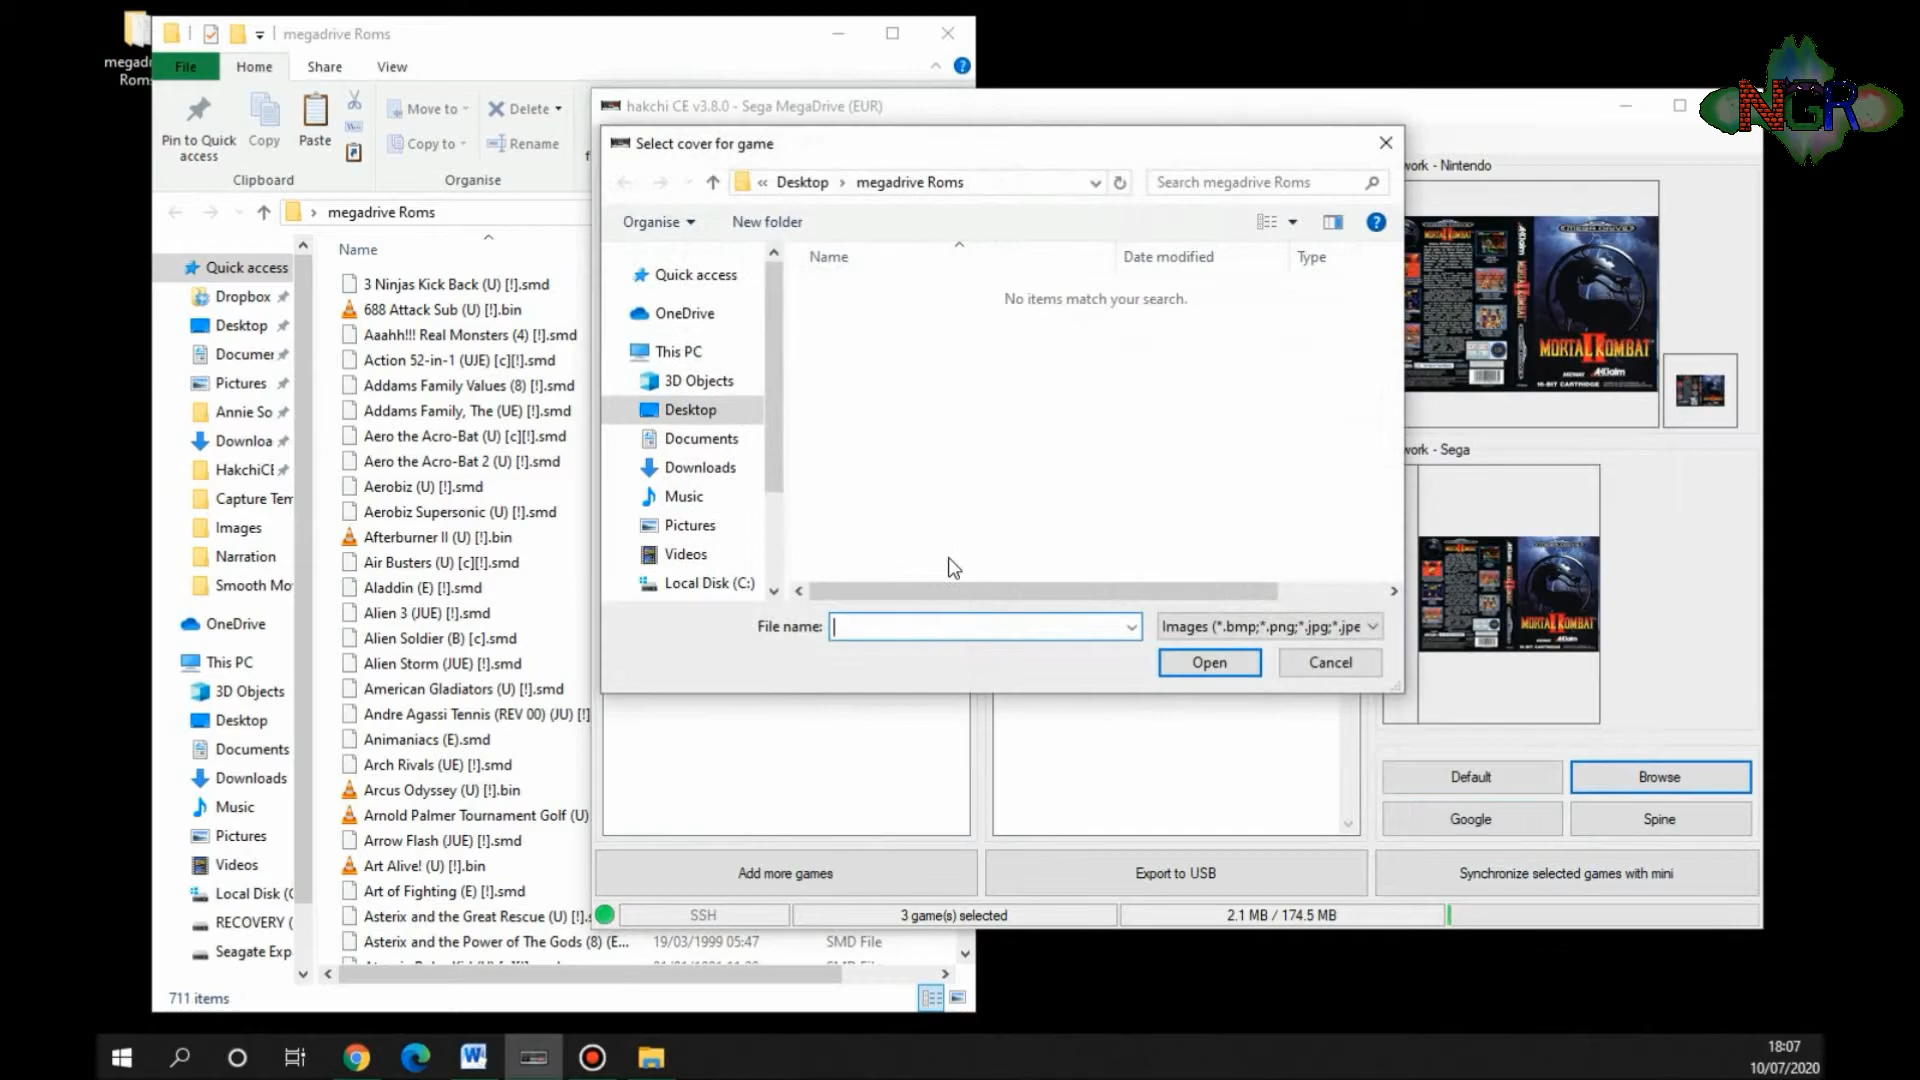 megadrive Roms
megadr
Roms
File
Home
Share
View
Pin to Quick
access
Copy
Paste
Move to
Copy to
Delete
Rename
Clipboard
Organise
megadrive Roms
Name
Quick access
Dropbox
Desktop
Documer
Pictures
Annie So
Downloa
HakchiCE
Capture Tem
Images
Narration
Smooth Mo
OneDrive
This PC
3D Objects
Desktop
Documents
Downloads
Music
Pictures
Videos
Local Disk (C
RECOVERY (
Seagate Exp
3 Ninjas Kick Back (U) [!].smd
688 Attack Sub (U) [!].bin
Aaahh!!! Real Monsters (4) [!].smd
Action 52-in-1 (UJE) [c][!].smd
Addams Family Values (8) [!].smd
Addams Family, The (UE) [!].smd
Aero the Acro-Bat (U) [c][!].smd
Aero the Acro-Bat 2 (U) [!].smd
Aerobiz (U) [!].smd
Aerobiz Supersonic (U) [!].smd
Afterburner II (U) [!].bin
Air Busters (U) [c][!].smd
Aladdin (E) [!].smd
Alien 3 (JUE) [!].smd
Alien Soldier (B) [c].smd
Alien Storm (JUE) [!].smd
American Gladiators (U) [!].smd
Andre Agassi Tennis (REV 00) (JU) [!]
Animaniacs (E).smd
Arch Rivals (UE) [!].smd
Arcus Odyssey (U) [!].bin
Arnold Palmer Tournament Golf (U)
Arrow Flash (JUE) [!].smd
Art Alive! (U) [!].bin
Art of Fighting (E) [!].smd
Asterix and the Great Rescue (U) [!].s
Asterix and the Power of The Gods (8) (E... 19/03/1999 05:47 SMD File
711 items
hakchi CE v3.8.0 - Sega MegaDrive (EUR)
NGR
Select cover for game
« Desktop › megadrive Roms
Search megadrive Roms
Organise
New folder
Name
Date modified
Type
No items match your search.
Quick access
OneDrive
This PC
3D Objects
Desktop
Documents
Downloads
Music
Pictures
Videos
Local Disk (C:)
File name:
Images (*.bmp;*.png;*.jpg;*.jpe
Open
Cancel
work - Nintendo
MEGA DRIVE
MORTAL KOMBAT
II
MIDWAY
AKlaim
16-BIT CARTRIDGE
work - Sega
MORTAL KOMBAT
Default
Browse
Google
Spine
Add more games
Export to USB
Synchronize selected games with mini
SSH
3 game(s) selected
2.1 MB / 174.5 MB
18:07
10/07/2020